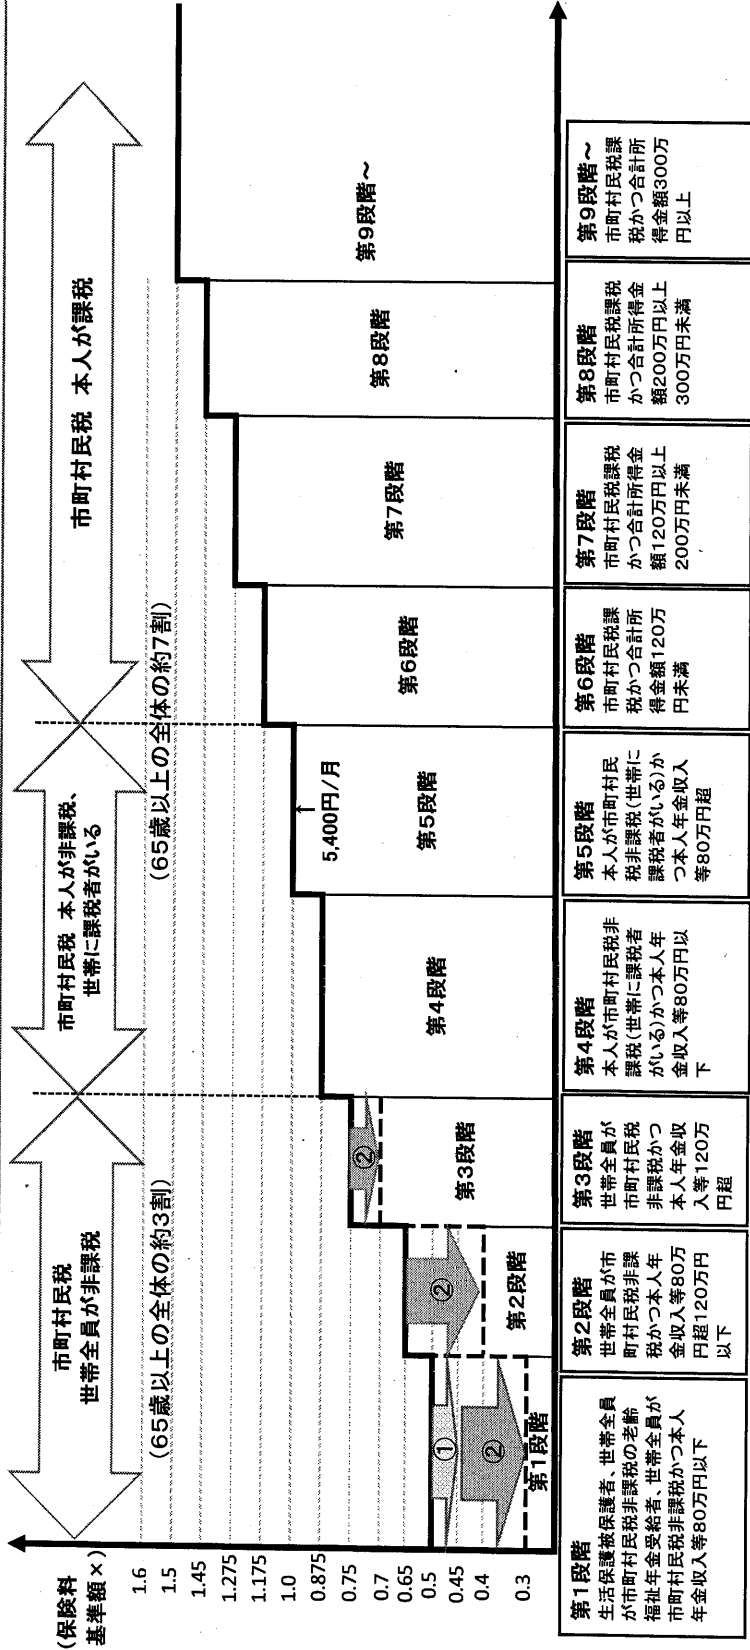 (保険料
基準額×)
1.6
1.5
1.45
1.275
1.175
1.0
0.875
0.75
0.7
0.65
0.5
0.45
0.4
0.3
市町村民税
世帯全員が非課税
(65歳以上の全体の約3割)
市町村民税 本人が非課税、
世帯に課税者がいる
市町村民税 本人が課税
(65歳以上の全体の約7割)
①
②
第1段階
②
第2段階
②
第3段階
第4段階
5,400円/月
第5段階
第6段階
第7段階
第8段階
第9段階~
第1段階
生活保護被保護者、世帯全員
が市町村民税非課税の老齢
福祉年金受給者、世帯全員が
市町村民税非課税かつ本人
年金収入等80万円以下
第2段階
世帯全員が市
町村民税非課
税かつ本人年
金収入等80万
円超120万円
以下
第3段階
世帯全員が
市町村民税
非課税かつ
本人年金収
入等120万
円超
第4段階
本人が市町村民税非
課税(世帯に課税者
がいる)かつ本人年
金収入等80万円以
下
第5段階
本人が市町村民
税非課税(世帯に
課税者がいる)か
つ本人年金収入
等80万円超
第6段階
市町村民税課
税かつ合計所
得金額120万
円未満
第7段階
市町村民税課税
かつ合計所得金
額120万円以上
200万円未満
第8段階
市町村民税課税
かつ合計所得金
額200万円以上
300万円未満
第9段階~
市町村民税課
税かつ合計所
得金額300万
円以上